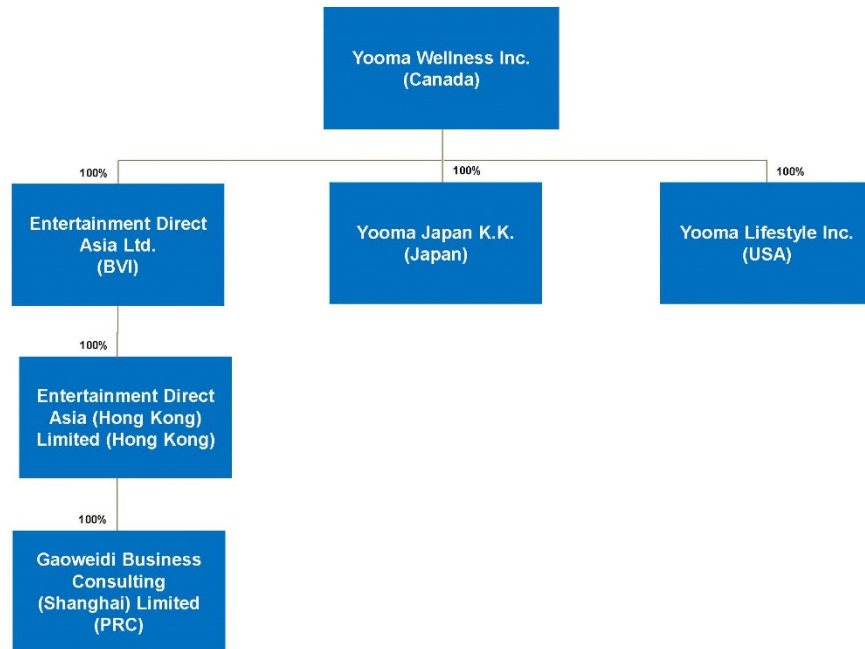 Yooma Wellness Inc.
(Canada)
100%
100%
100%
Entertainment Direct
Asia Ltd.
(BVI)
Yooma Japan K.K.
(Japan)
Yooma Lifestyle Inc.
(USA)
100%
Entertainment Direct
Asia (Hong Kong)
Limited (Hong Kong)
100%
Gaoweidi Business
Consulting
(Shanghai) Limited
(PRC)